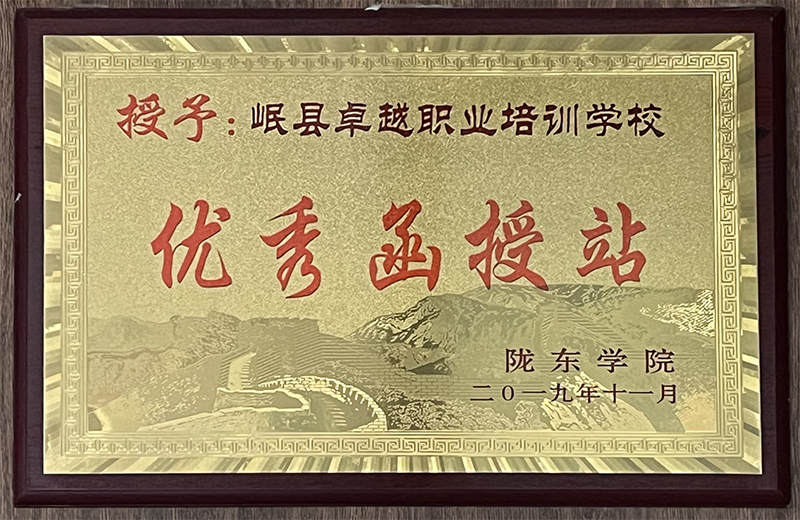 授予：岷县卓越职业培训学校
优秀函授站
陇东学院
二0一九年十一月